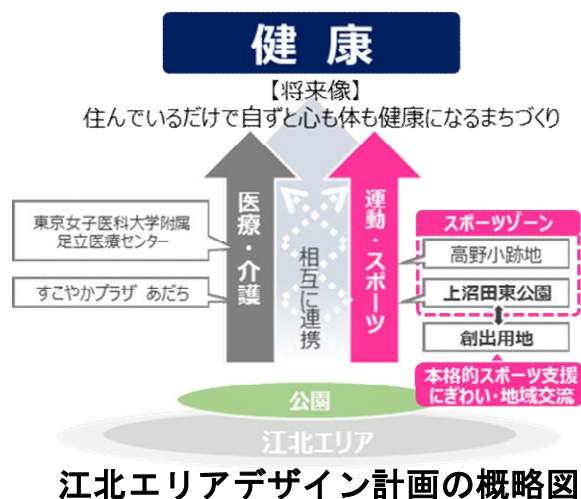 健 康
【将来像】
住んでいるだけで自ずと心も体も健康になるまちづくり
東京女子医科大学附属
足立医療センター
すこやかプラザ あだち
医療・介護
相互に連携
運動・スポーツ
スポーツゾーン
高野小跡地
上沼田東公園
創出用地
本格的スポーツ支援
にぎわい・地域交流
公園
江北エリア
江北エリアデザイン計画の概略図